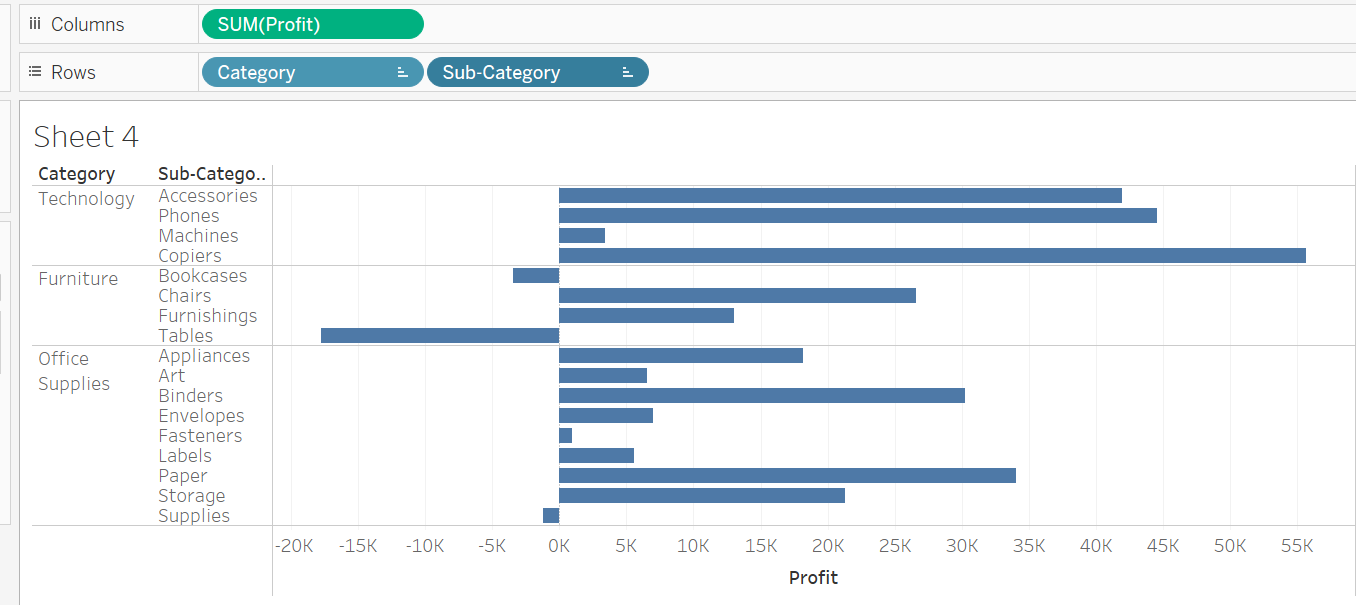 Columns SUM(Profit)
Rows Category Sub-Category
Sheet 4
Category Sub-Catego..
Technology Accessories
Phones
Machines
Copiers
Furniture Bookcases
Chairs
Furnishings
Tables
Office Appliances
Supplies Art
Binders
Envelopes
Fasteners
Labels
Paper
Storage
Supplies
-20K -15K -10K -5K 0K 5K 10K 15K 20K 25K 30K 35K 40K 45K 50K 55K
Profit